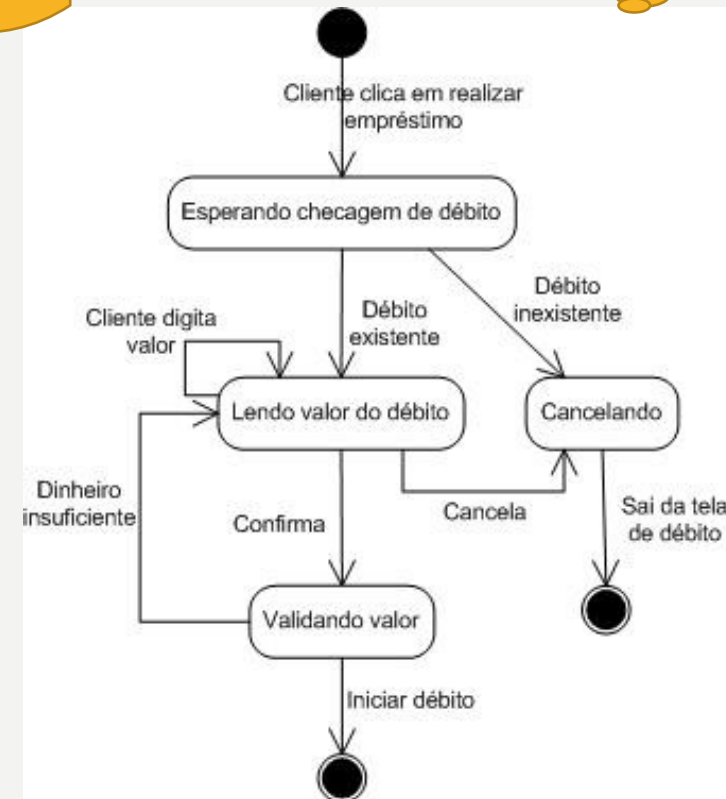 Cliente clica em realizar
empréstimo
Esperando checagem de débito
Débito
existente
Débito
inexistente
Cliente digita
valor
Lendo valor do débito
Cancelando
Dinheiro
insuficiente
Confirma
Cancela
Sai da tela
de débito
Validando valor
Iniciar débito